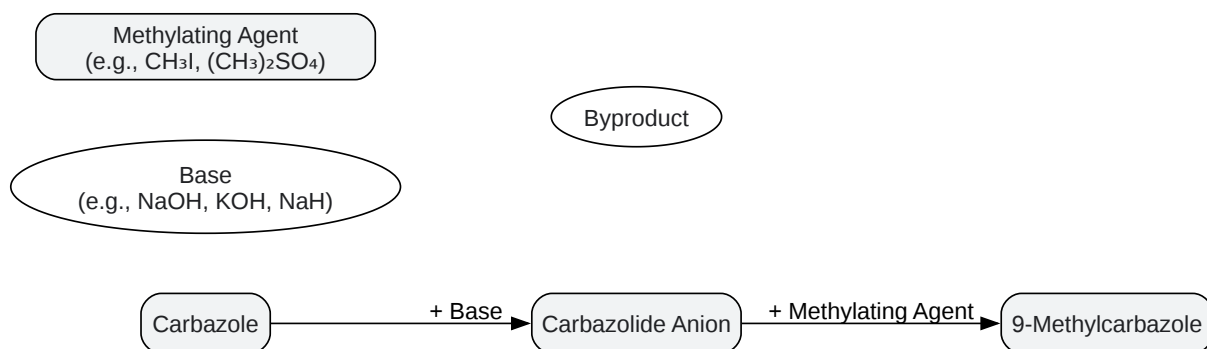 Methylating Agent
(e.g., CH₃I, (CH₃)₂SO₄)
Byproduct
Base
(e.g., NaOH, KOH, NaH)
Carbazole
+ Base
Carbazolide Anion
+ Methylating Agent
9-Methylcarbazole